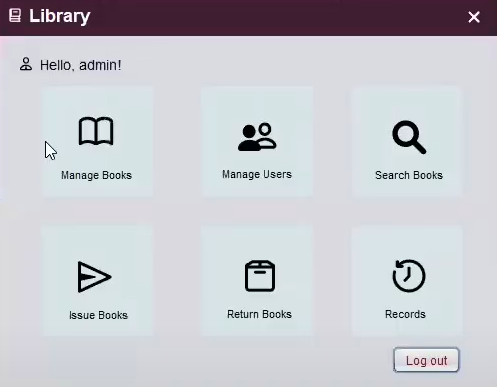 Library
Hello, admin!
Manage Books
Manage Users
Search Books
Issue Books
Return Books
Records
Log out